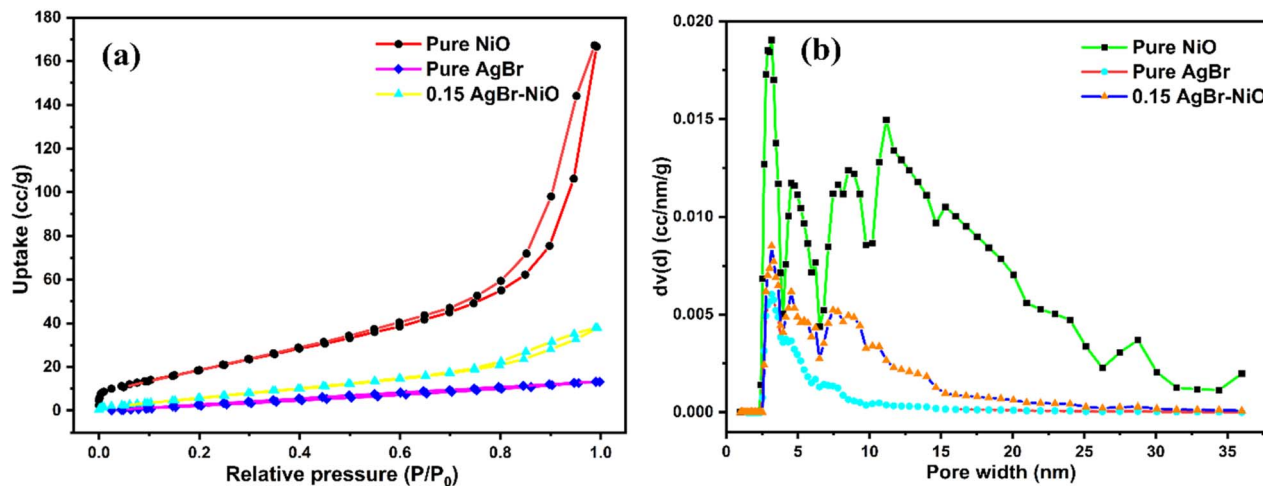 (a)
Pure NiO
Pure AgBr
0.15 AgBr-NiO
180
160
140
120
100
80
60
40
20
0
Uptake (cc/g)
0.0 0.2 0.4 0.6 0.8 1.0
Relative pressure (P/P0)
(b)
Pure NiO
Pure AgBr
0.15 AgBr-NiO
0.020
0.015
0.010
0.005
0.000
dv(d) (cc/nm/g)
0 5 10 15 20 25 30 35
Pore width (nm)